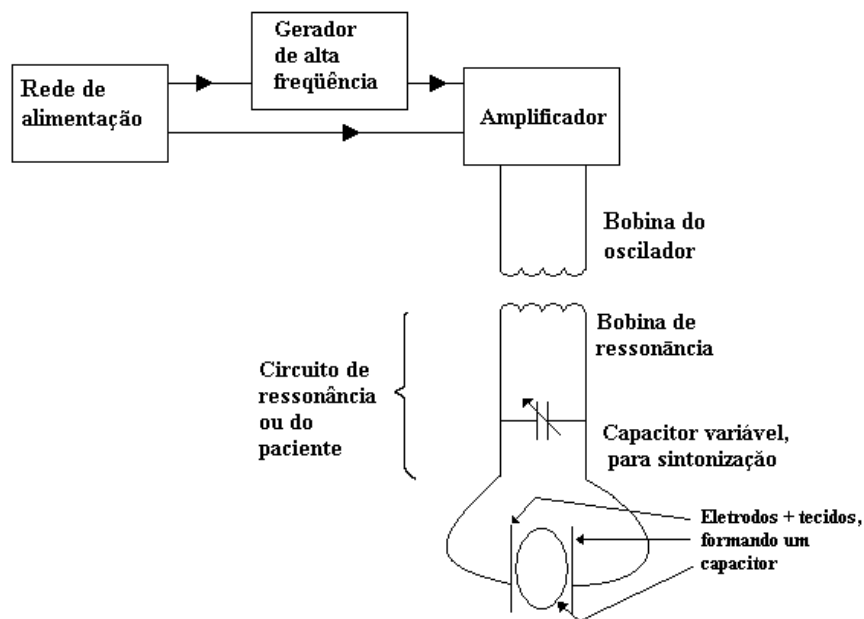 Gerador
de alta
freqüência
Rede de
alimentação
Amplificador
Bobina do
oscilador
Bobina de
ressonância
Circuito de
ressonância
ou do
paciente
Capacitor variável,
para sintonização
Eletrodos + tecidos,
formando um
capacitor